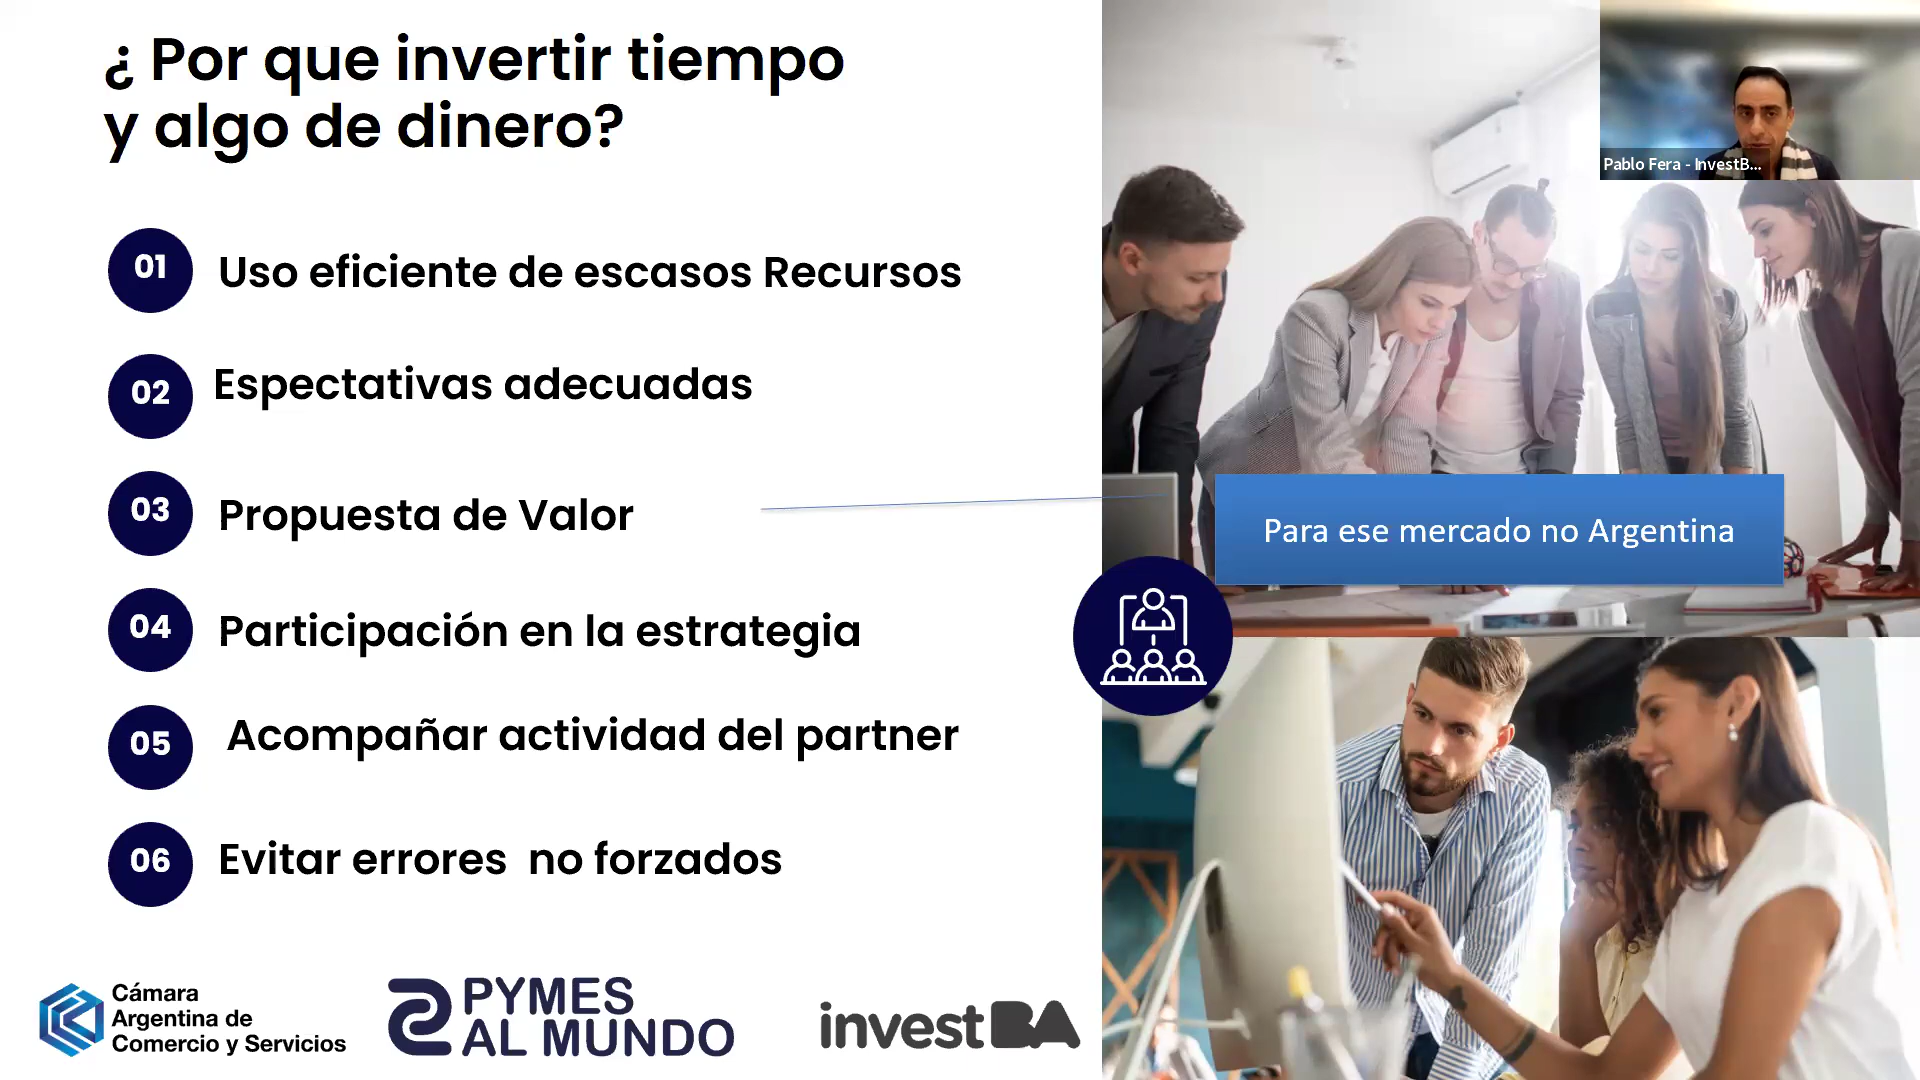 ¿ Por que invertir tiempo
y algo de dinero?
01 Uso eficiente de escasos Recursos
02 Espectativas adecuadas
03 Propuesta de Valor
04 Participación en la estrategia
05 Acompañar actividad del partner
06 Evitar errores  no forzados
Para ese mercado no Argentina
Pablo Fera - InvestB...
Cámara
Argentina de
Comercio y Servicios
PYMES
AL MUNDO
investBA